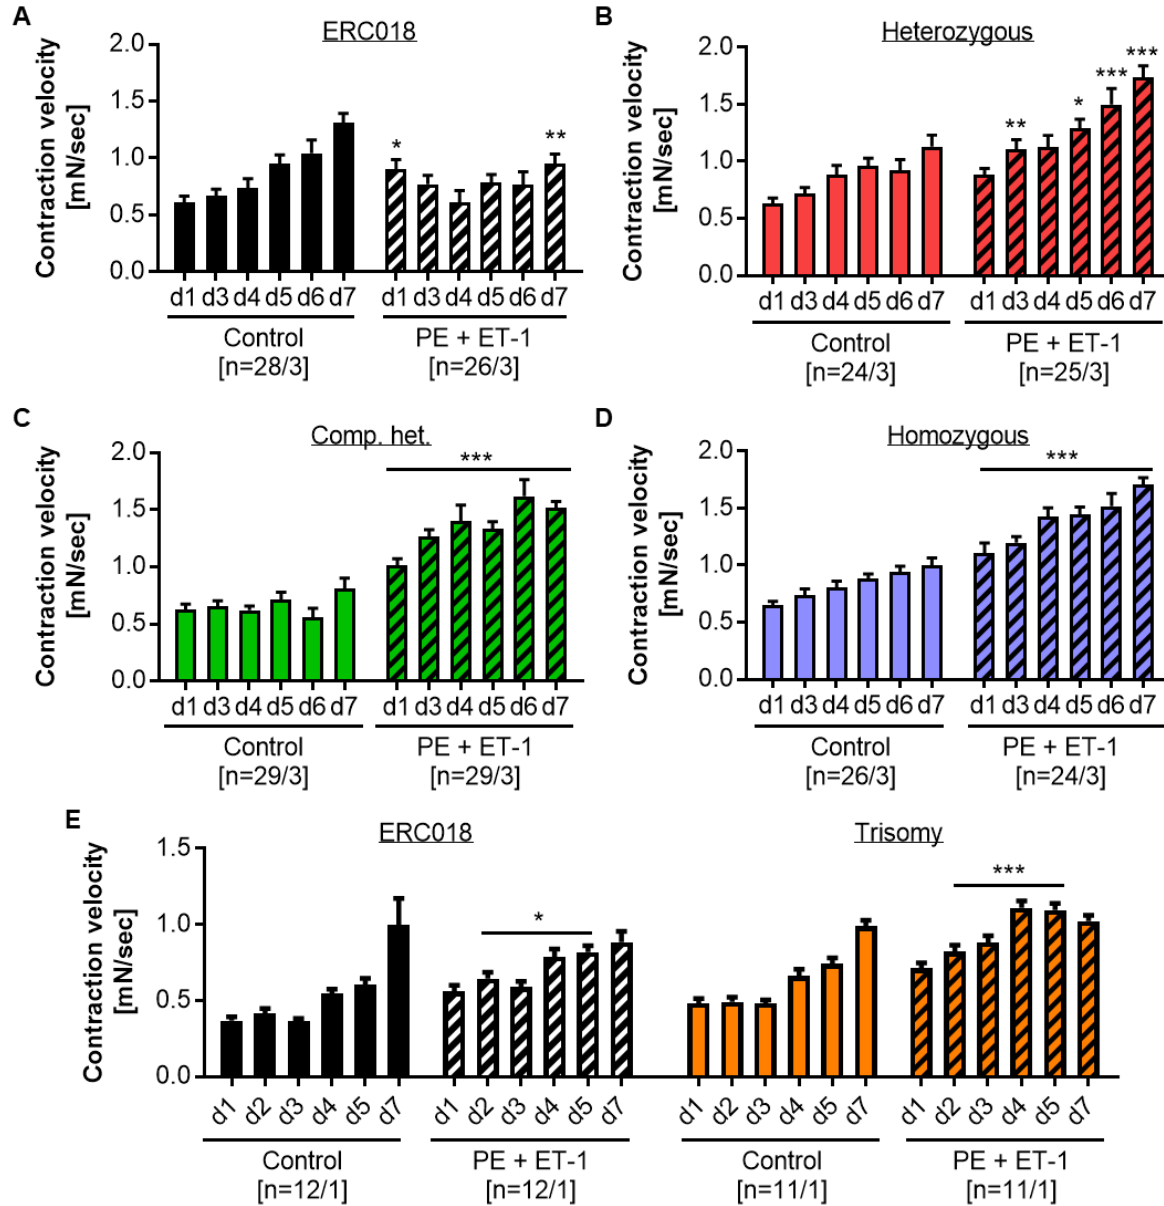 A
ERC018
Contraction velocity
[mN/sec]
2.0
1.5
1.0
0.5
0.0
* **
d1 d3 d4 d5 d6 d7 d1 d3 d4 d5 d6 d7
Control PE + ET-1
[n=28/3] [n=26/3]
B
Heterozygous
Contraction velocity
[mN/sec]
2.0
1.5
1.0
0.5
0.0
** * *** ***
d1 d3 d4 d5 d6 d7 d1 d3 d4 d5 d6 d7
Control PE + ET-1
[n=24/3] [n=25/3]
C
Comp. het.
Contraction velocity
[mN/sec]
2.0
1.5
1.0
0.5
0.0
***
d1 d3 d4 d5 d6 d7 d1 d3 d4 d5 d6 d7
Control PE + ET-1
[n=29/3] [n=29/3]
D
Homozygous
Contraction velocity
[mN/sec]
2.0
1.5
1.0
0.5
0.0
***
d1 d3 d4 d5 d6 d7 d1 d3 d4 d5 d6 d7
Control PE + ET-1
[n=26/3] [n=24/3]
E
ERC018 Trisomy
Contraction velocity
[mN/sec]
1.5
1.0
0.5
0.0
* ***
d1 d2 d3 d4 d5 d7 d1 d2 d3 d4 d5 d7 d1 d2 d3 d4 d5 d7 d1 d2 d3 d4 d5 d7
Control PE + ET-1 Control PE + ET-1
[n=12/1] [n=12/1] [n=11/1] [n=11/1]